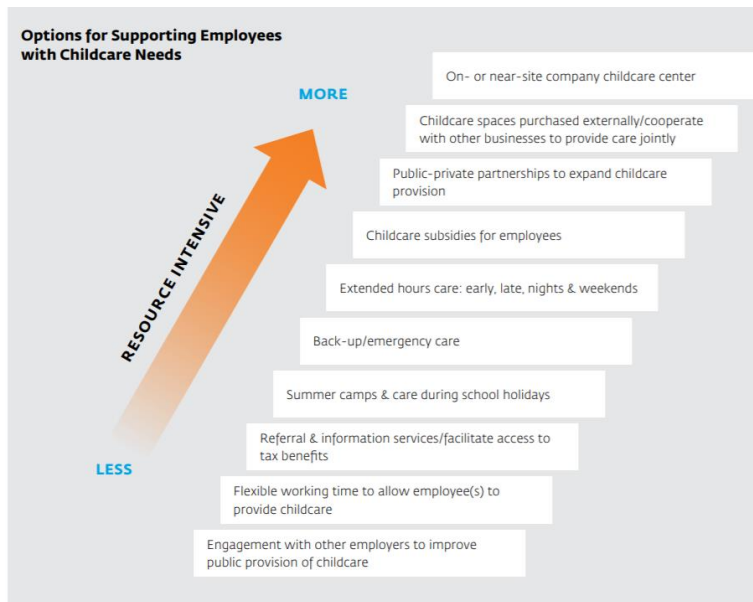 Options for Supporting Employees
with Childcare Needs
MORE
On- or near-site company childcare center
Childcare spaces purchased externally/cooperate
with other businesses to provide care jointly
Public-private partnerships to expand childcare
provision
Childcare subsidies for employees
RESOURCE INTENSIVE
Extended hours care: early, late, nights & weekends
Back-up/emergency care
Summer camps & care during school holidays
Referral & information services/facilitate access to
tax benefits
LESS
Flexible working time to allow employee(s) to
provide childcare
Engagement with other employers to improve
public provision of childcare